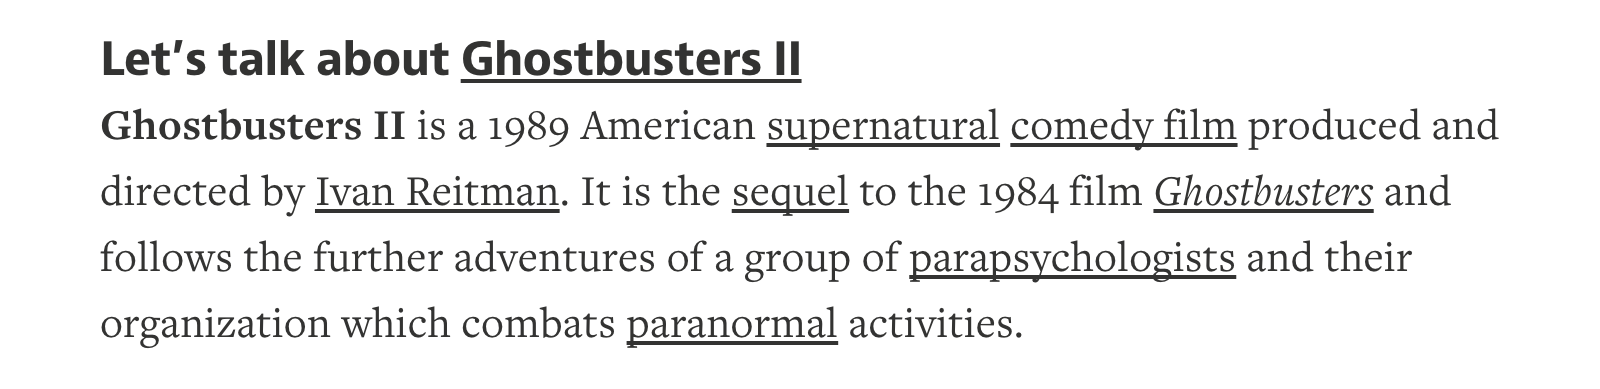 Let’s talk about Ghostbusters II
Ghostbusters II is a 1989 American supernatural comedy film produced and
directed by Ivan Reitman. It is the sequel to the 1984 film Ghostbusters and
follows the further adventures of a group of parapsychologists and their
organization which combats paranormal activities.